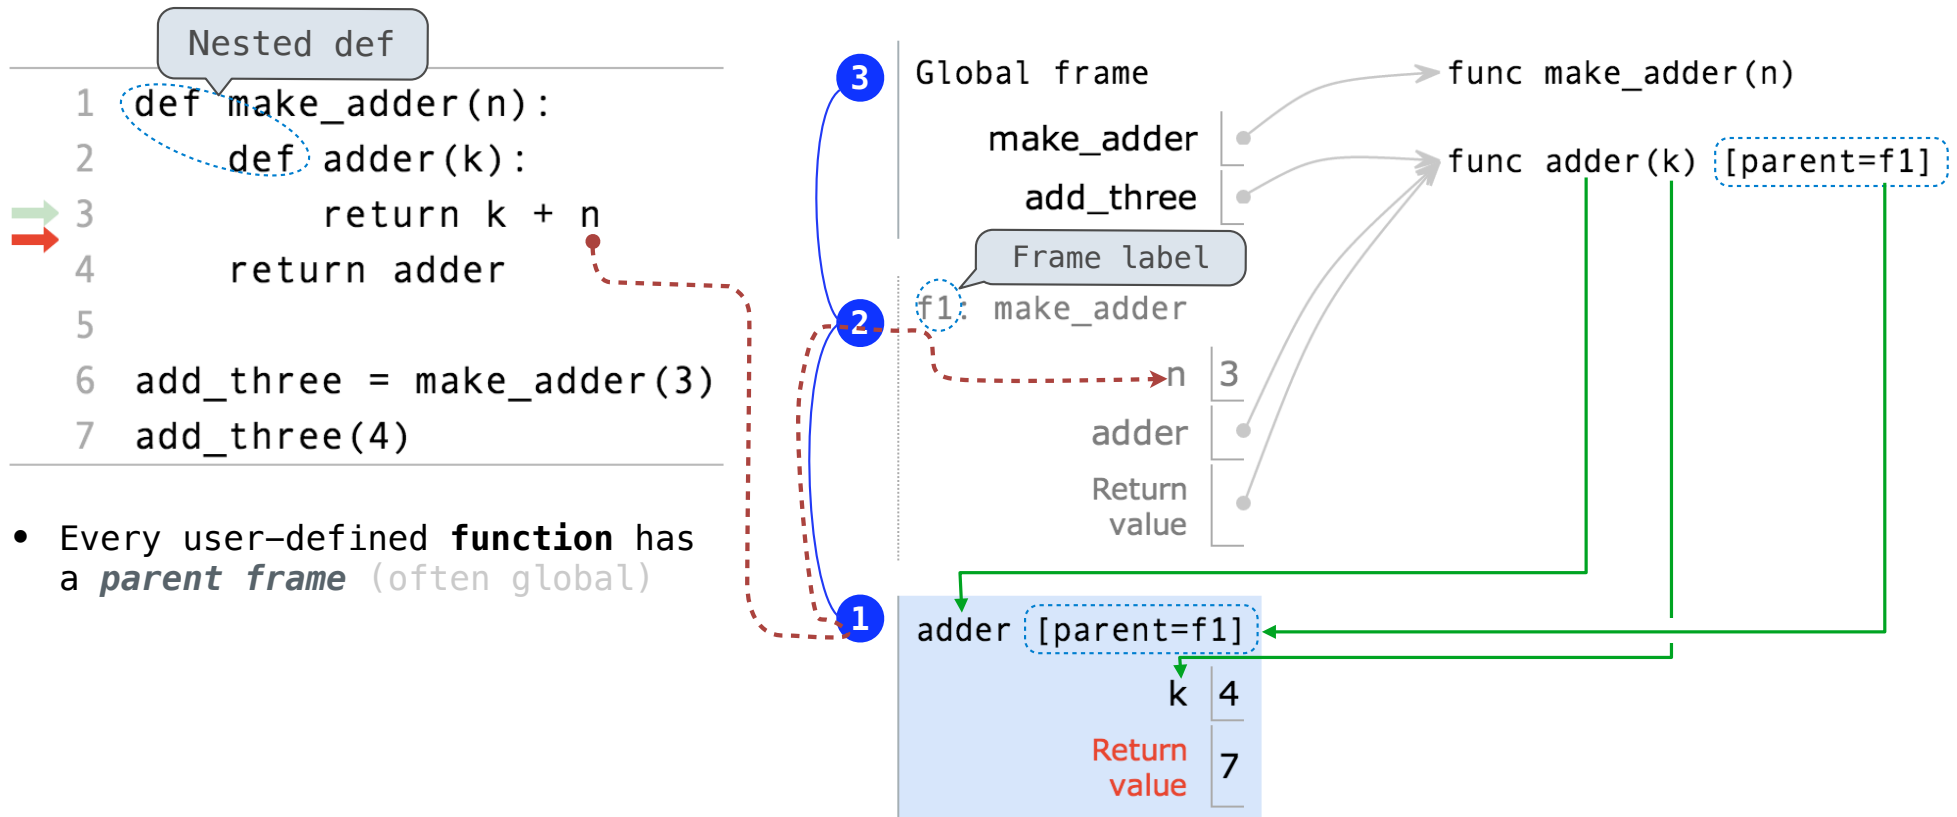 Nested def
1 def make_adder(n):
2 def adder(k):
3 return k + n
4 return adder
5
6 add_three = make_adder(3)
7 add_three(4)
• Every user–defined function has
a parent frame (often global)
3
Global frame
func make_adder(n)
make_adder
add_three
func adder(k) [parent=f1]
Frame label
2
f1: make_adder
n 3
adder
Return
value
1
adder [parent=f1]
k 4
Return
value 7